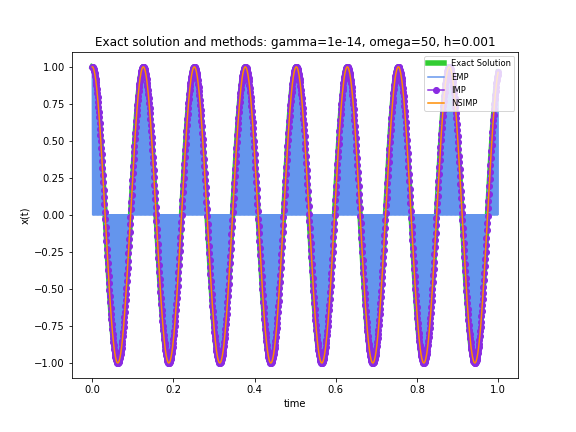 Exact solution and methods: gamma=1e-14, omega=50, h=0.001
Exact Solution
EMP
IMP
NSIMP
1.00
0.75
0.50
0.25
0.00
−0.25
−0.50
−0.75
−1.00
x(t)
0.0 0.2 0.4 0.6 0.8 1.0
time